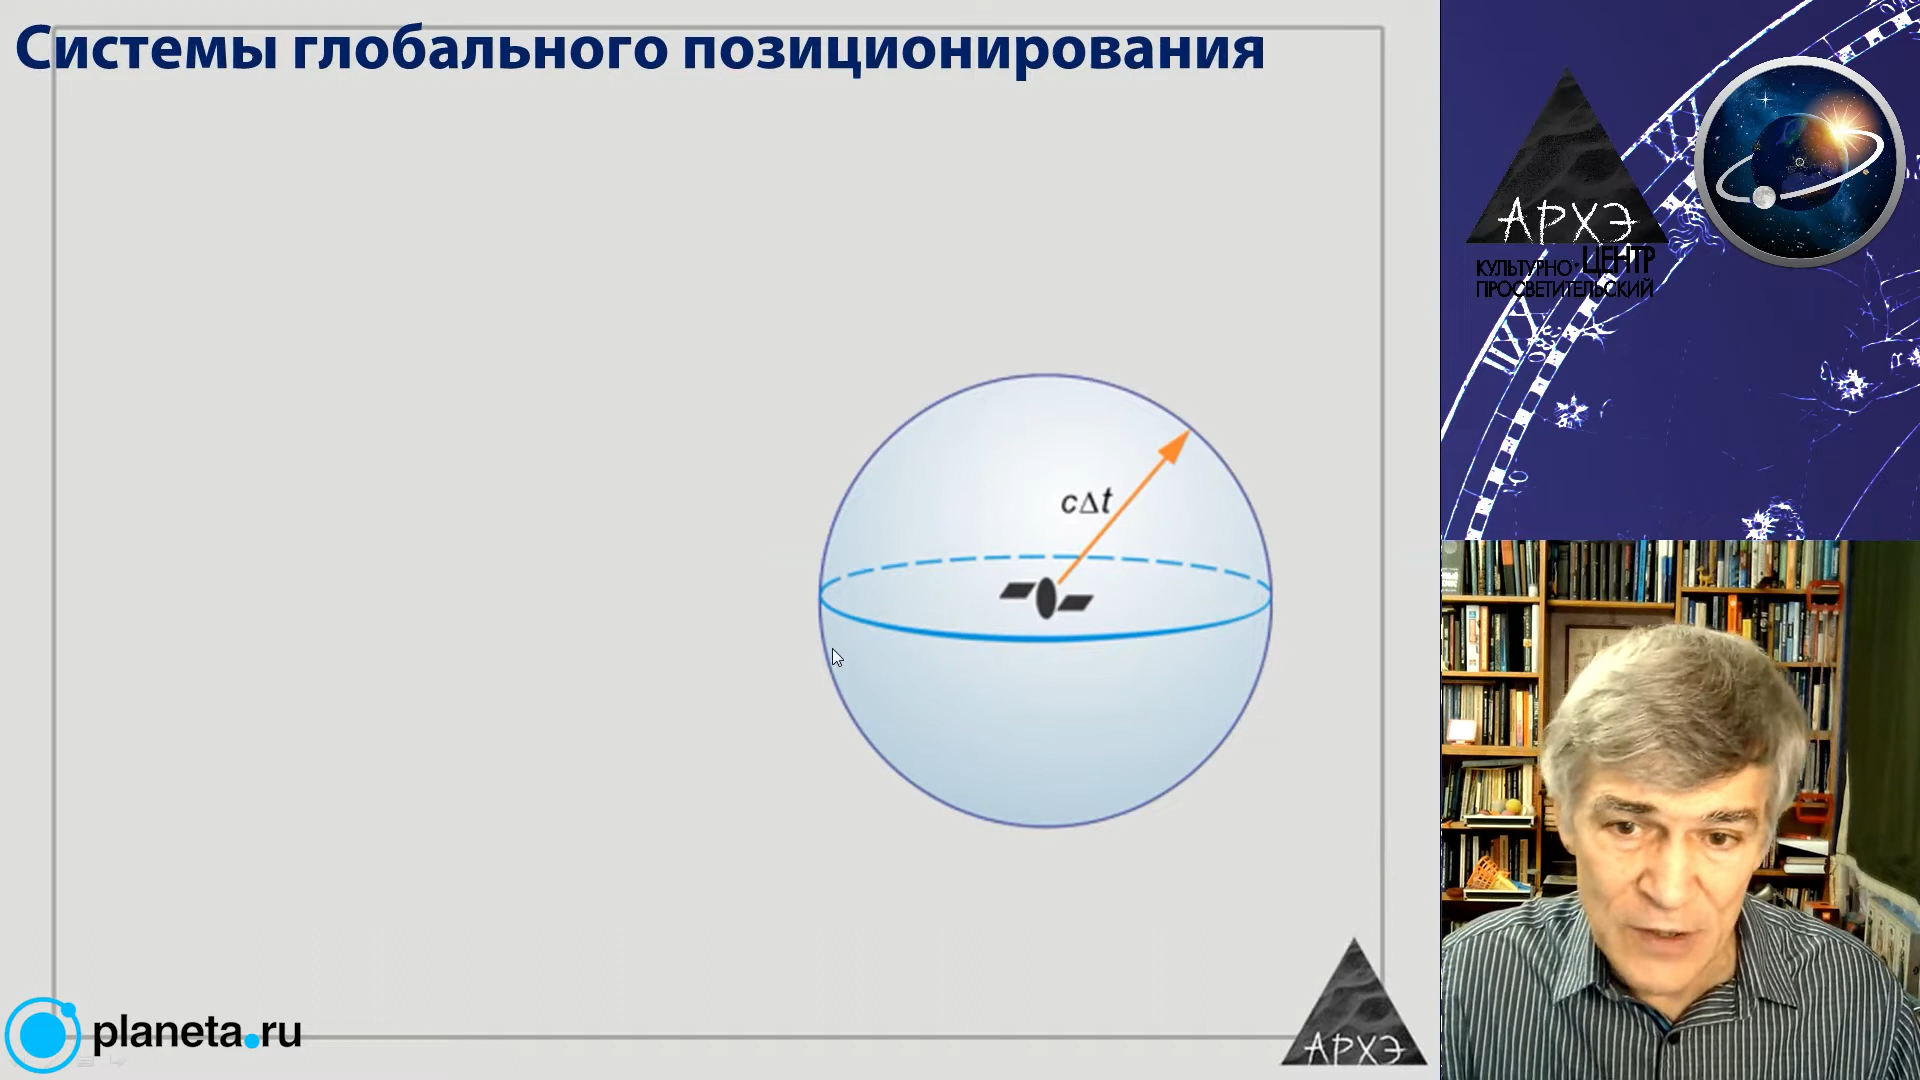 Системы глобального позиционирования
cΔt
planeta.ru
АРХЭ
АРХЭ
КУЛЬТУРНО·ЦЕНТР
ПРОСВЕТИТЕЛЬСКИЙ